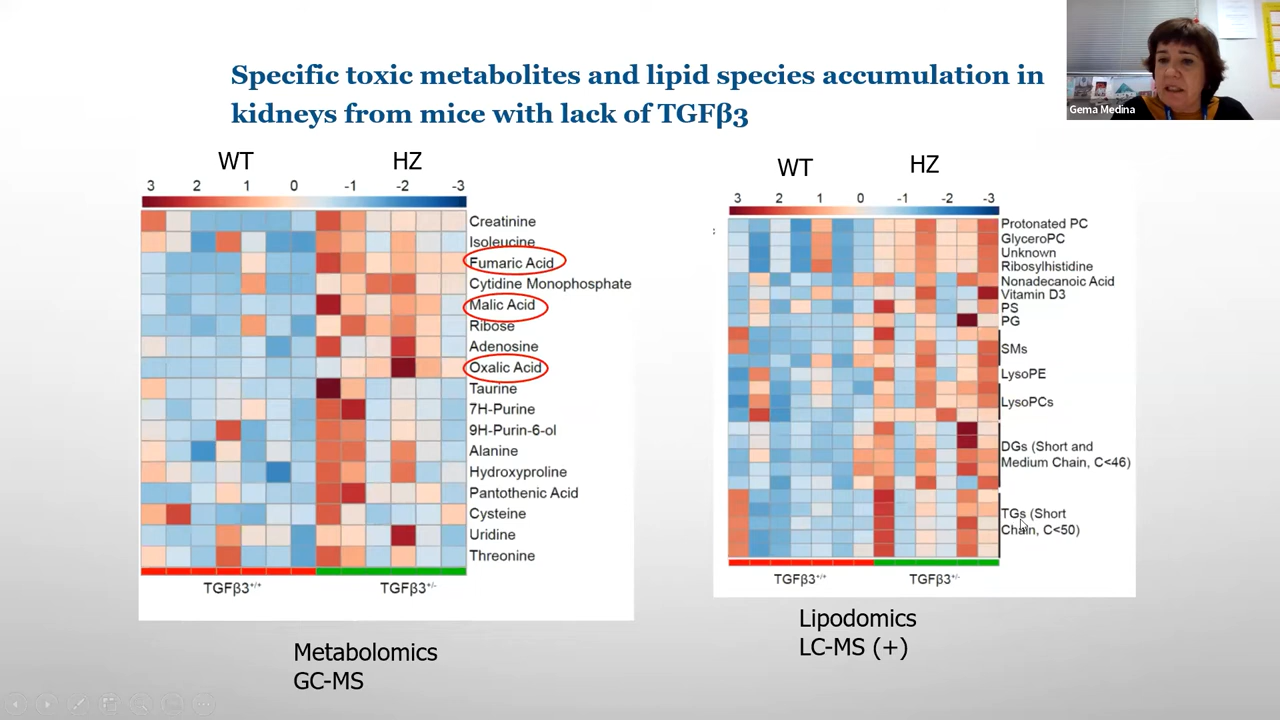 Specific toxic metabolites and lipid species accumulation in
kidneys from mice with lack of TGFβ3
Gema Medina
WT
HZ
3 2 1 0 -1 -2 -3
Creatinine
Isoleucine
Fumaric Acid
Cytidine Monophosphate
Malic Acid
Ribose
Adenosine
Oxalic Acid
Taurine
7H-Purine
9H-Purin-6-ol
Alanine
Hydroxyproline
Pantothenic Acid
Cysteine
Uridine
Threonine
TGFβ3+/+
TGFβ3+/-
Metabolomics
GC-MS
WT
HZ
3 2 1 0 -1 -2 -3
Protonated PC
GlyceroPC
Unknown
Ribosylhistidine
Nonadecanoic Acid
Vitamin D3
PS
PG
SMs
LysoPE
LysoPCs
DGs (Short and
Medium Chain, C<46)
TGs (Short
Chain, C<50)
TGFβ3+/+
TGFβ3+/-
Lipodomics
LC-MS (+)